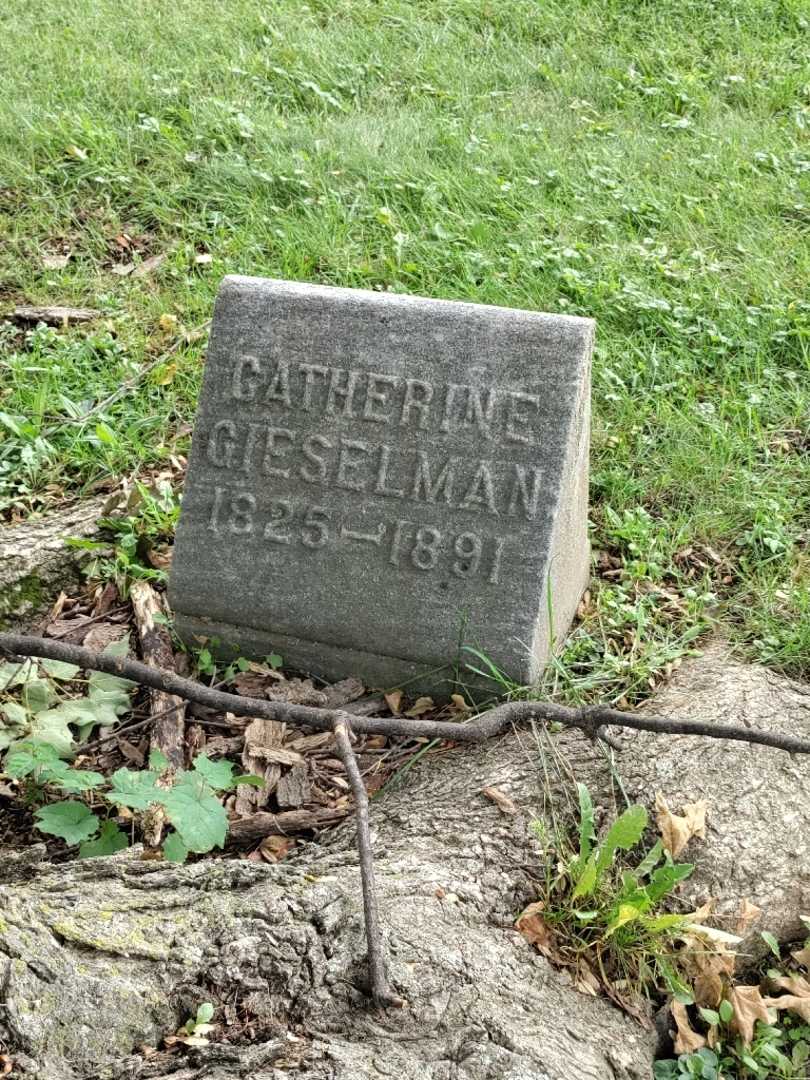 CATHERINE
GIESELMAN
1825-1891